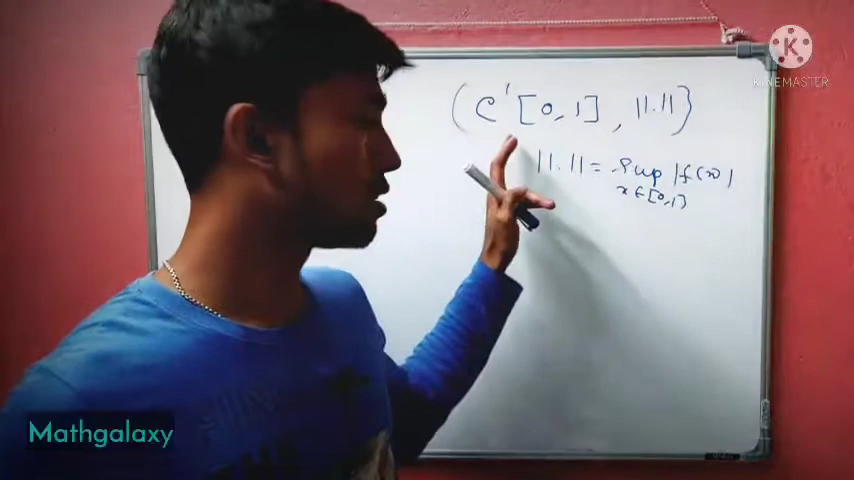 K
KINEMASTER
(C'[0,1], ||.||)
||.|| = Sup |f(x)|
x∈[0,1]
Mathgalaxy